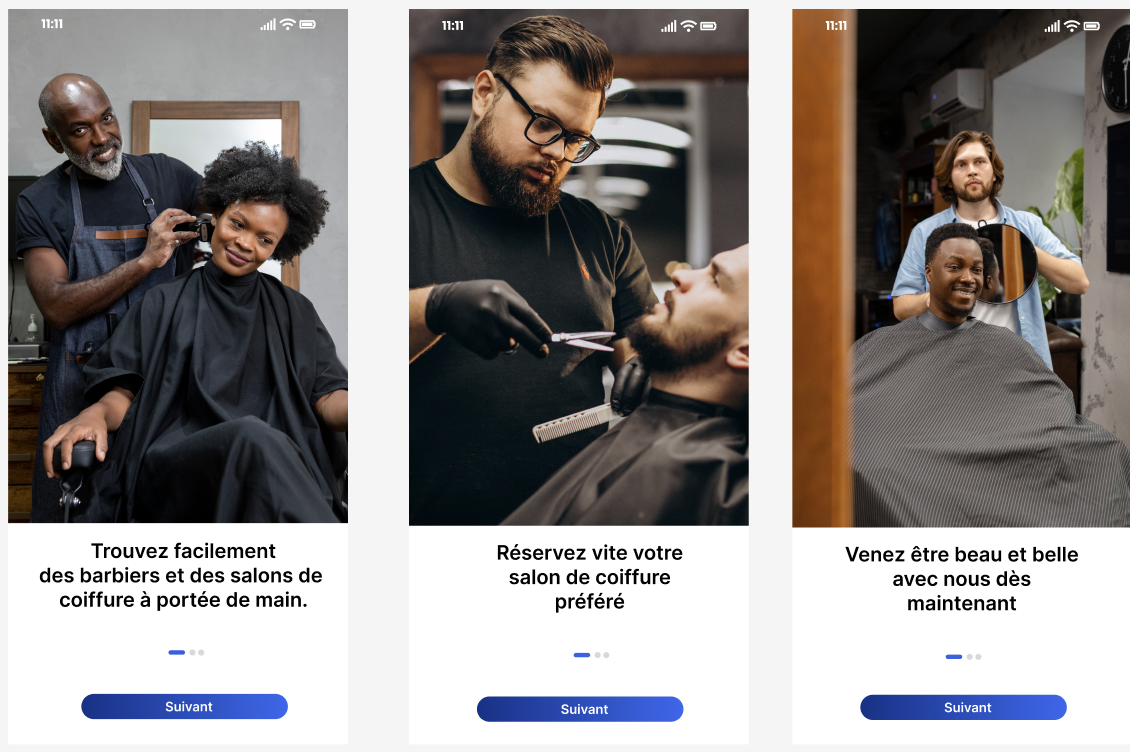 11:11
Trouvez facilement
des barbiers et des salons de
coiffure à portée de main.
Suivant
11:11
Réservez vite votre
salon de coiffure
préféré
Suivant
11:11
Venez être beau et belle
avec nous dès
maintenant
Suivant